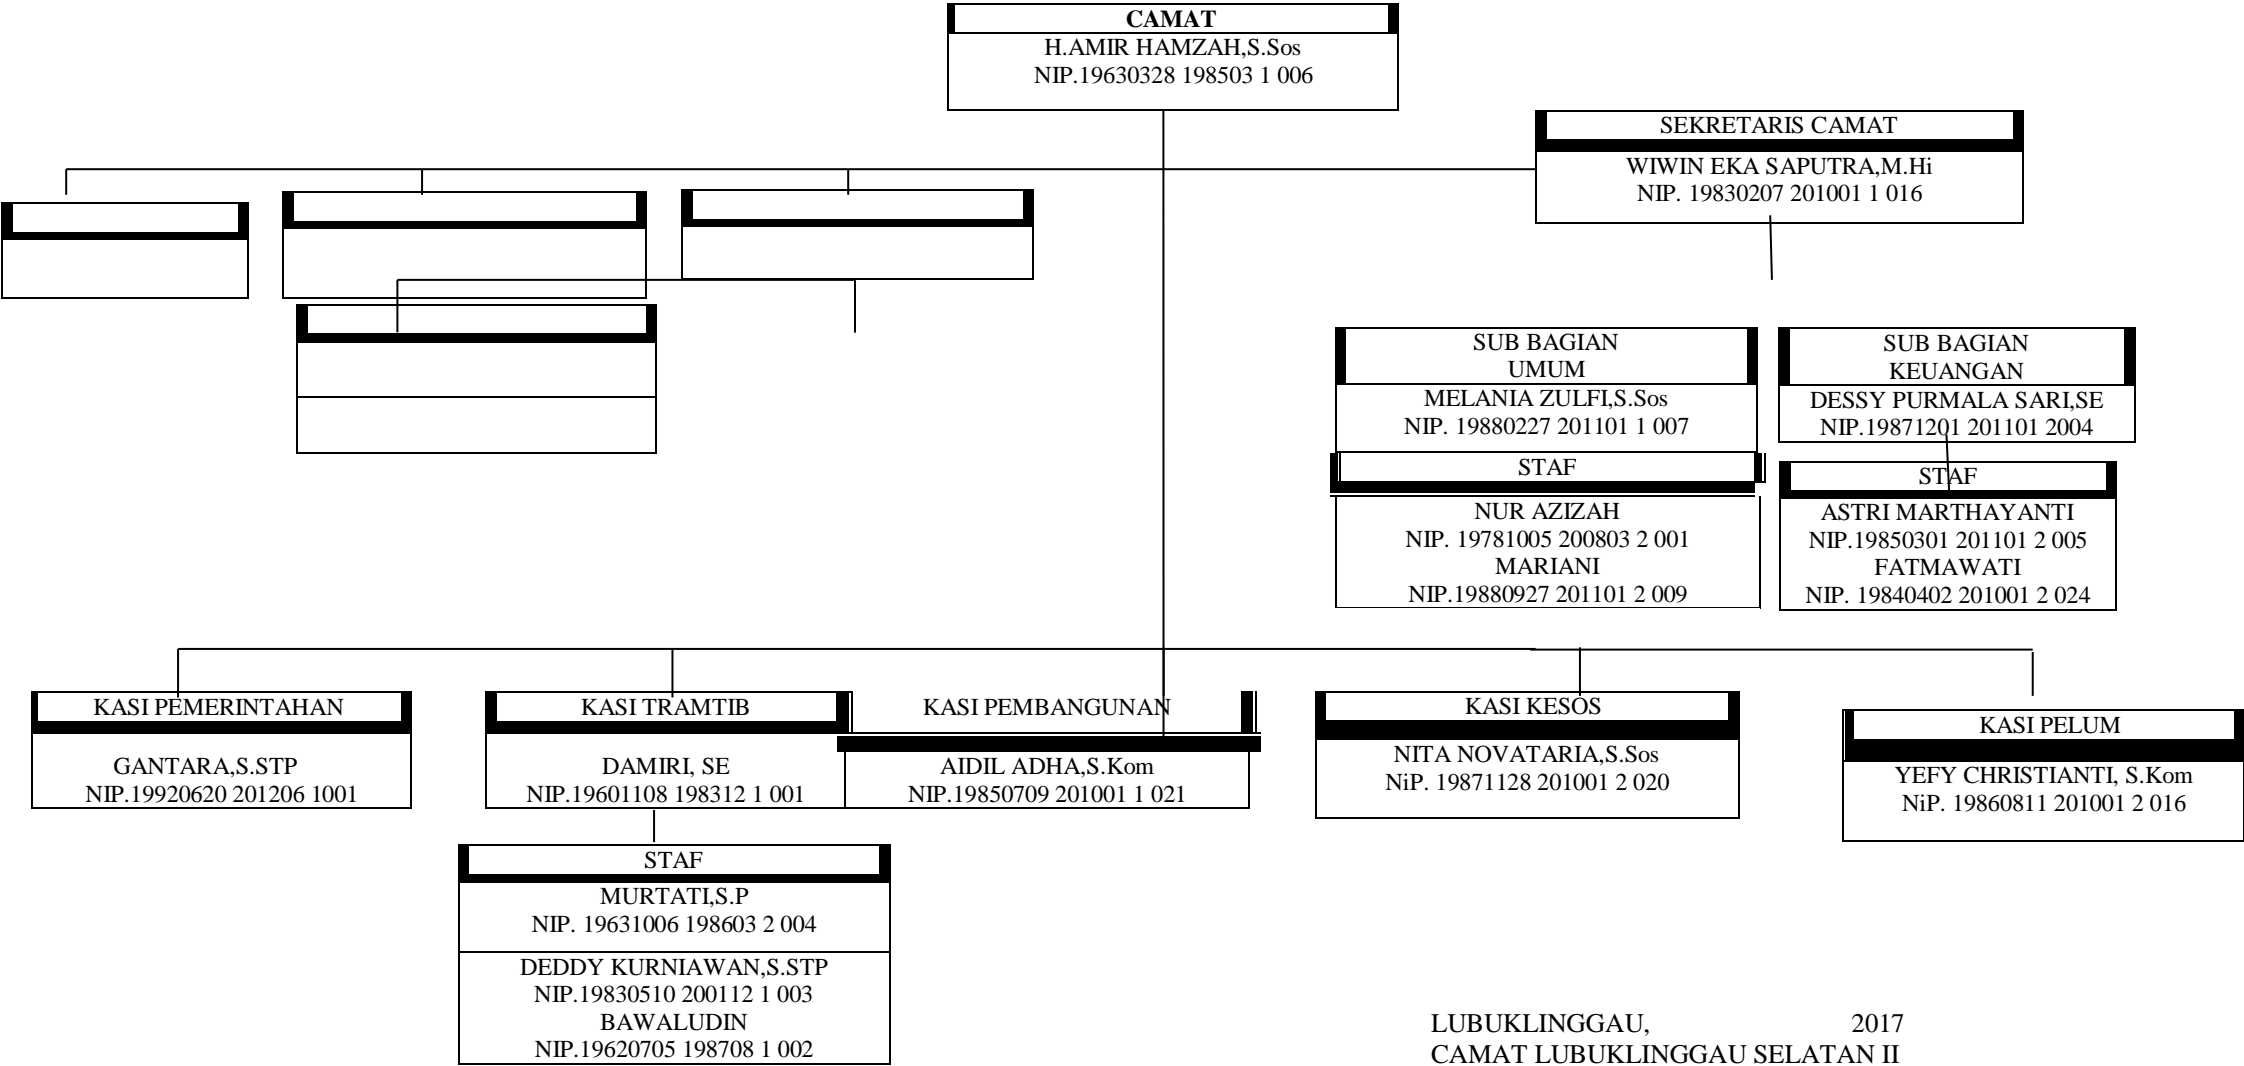 CAMAT
H.AMIR HAMZAH,S.Sos
NIP.19630328 198503 1 006
SEKRETARIS CAMAT
WIWIN EKA SAPUTRA,M.Hi
NIP. 19830207 201001 1 016
SUB BAGIAN
UMUM
MELANIA ZULFI,S.Sos
NIP. 19880227 201101 1 007
STAF
NUR AZIZAH
NIP. 19781005 200803 2 001
MARIANI
NIP.19880927 201101 2 009
SUB BAGIAN
KEUANGAN
DESSY PURMALA SARI,SE
NIP.19871201 201101 2004
STAF
ASTRI MARTHAYANTI
NIP.19850301 201101 2 005
FATMAWATI
NIP. 19840402 201001 2 024
KASI PEMERINTAHAN
GANTARA,S.STP
NIP.19920620 201206 1001
KASI TRAMTIB
DAMIRI, SE
NIP.19601108 198312 1 001
STAF
MURTATI,S.P
NIP. 19631006 198603 2 004
DEDDY KURNIAWAN,S.STP
NIP.19830510 200112 1 003
BAWALUDIN
NIP.19620705 198708 1 002
KASI PEMBANGUNAN
AIDIL ADHA,S.Kom
NIP.19850709 201001 1 021
KASI KESOS
NITA NOVATARIA,S.Sos
NiP. 19871128 201001 2 020
KASI PELUM
YEFY CHRISTIANTI, S.Kom
NiP. 19860811 201001 2 016
LUBUKLINGGAU, 2017
CAMAT LUBUKLINGGAU SELATAN II